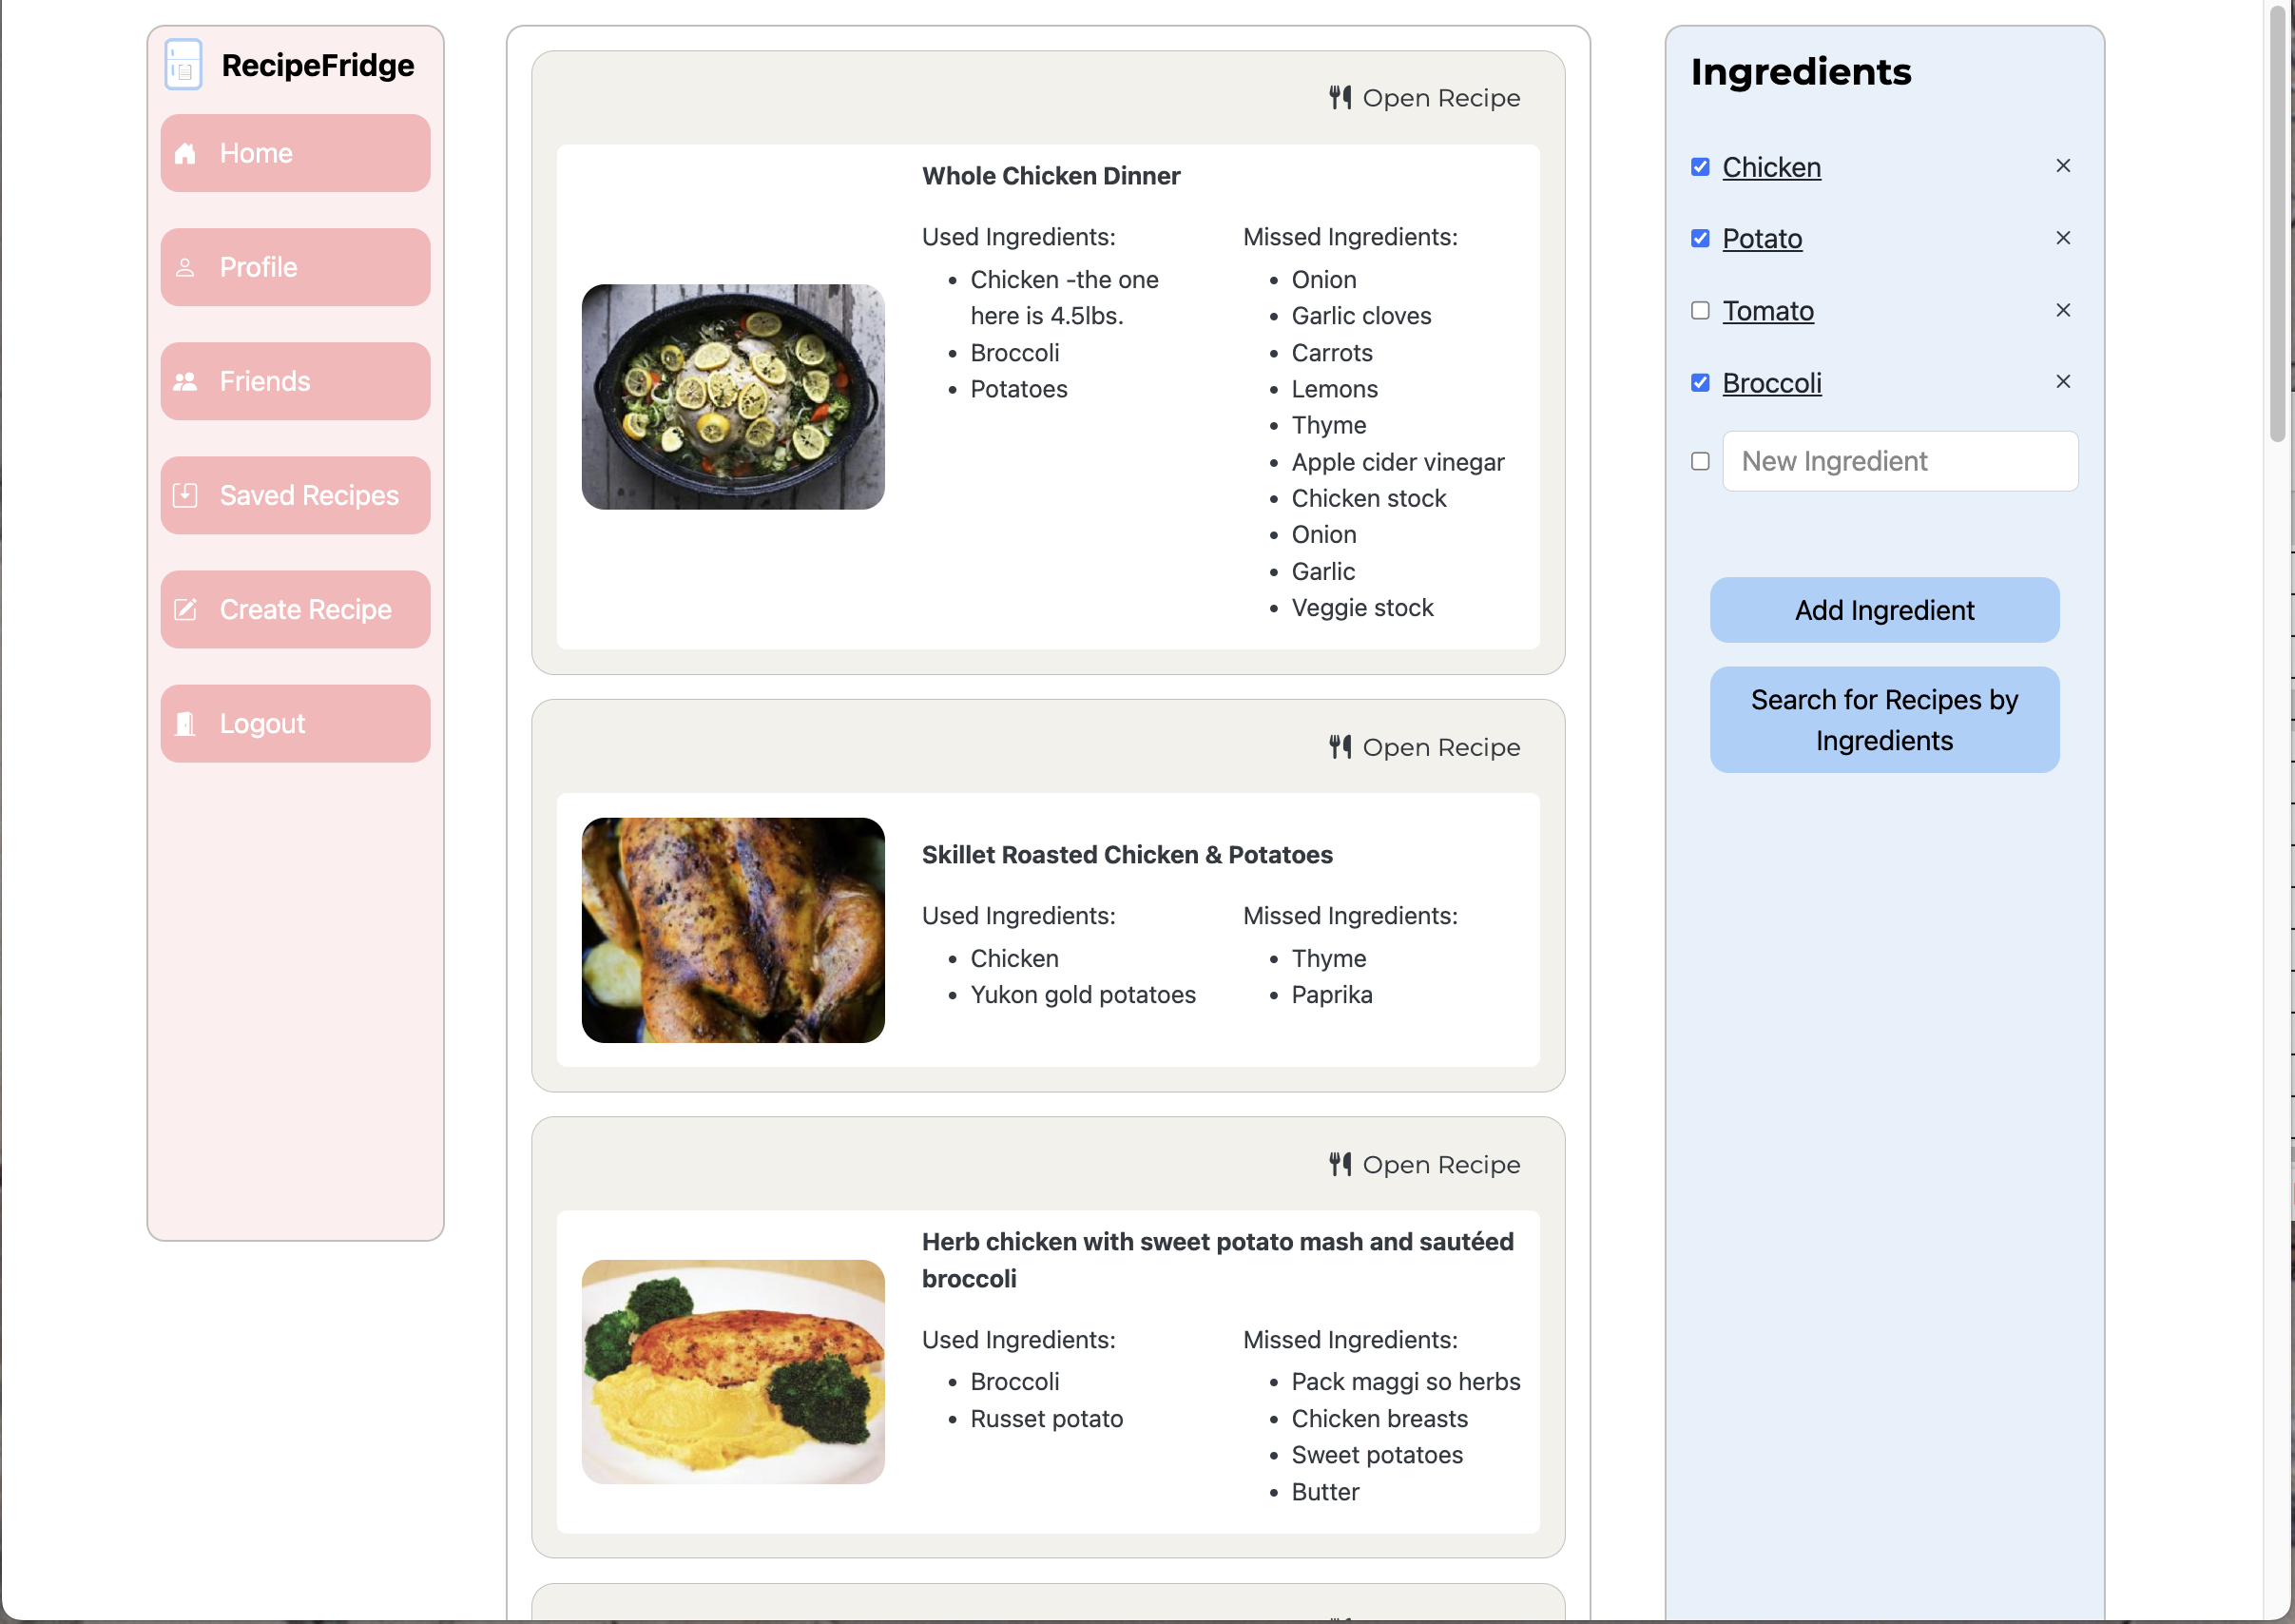 RecipeFridge
Home
Profile
Friends
Saved Recipes
Create Recipe
Logout
Open Recipe
Whole Chicken Dinner
Used Ingredients:
Chicken -the one
here is 4.5lbs.
Broccoli
Potatoes
Missed Ingredients:
Onion
Garlic cloves
Carrots
Lemons
Thyme
Apple cider vinegar
Chicken stock
Onion
Garlic
Veggie stock
Open Recipe
Skillet Roasted Chicken & Potatoes
Used Ingredients:
Chicken
Yukon gold potatoes
Missed Ingredients:
Thyme
Paprika
Open Recipe
Herb chicken with sweet potato mash and sautéed
broccoli
Used Ingredients:
Broccoli
Russet potato
Missed Ingredients:
Pack maggi so herbs
Chicken breasts
Sweet potatoes
Butter
Ingredients
Chicken
Potato
Tomato
Broccoli
New Ingredient
Add Ingredient
Search for Recipes by
Ingredients